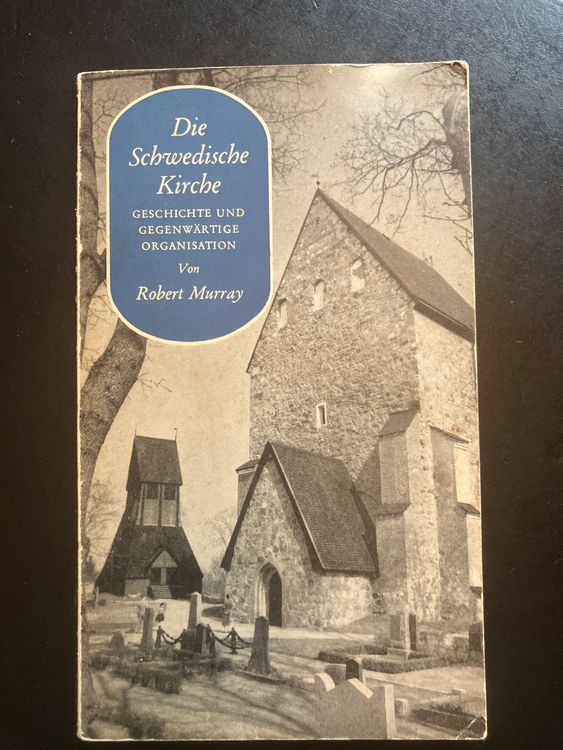 Die
Schwedische
Kirche
GESCHICHTE UND
GEGENWÄRTIGE
ORGANISATION
Von
Robert Murray